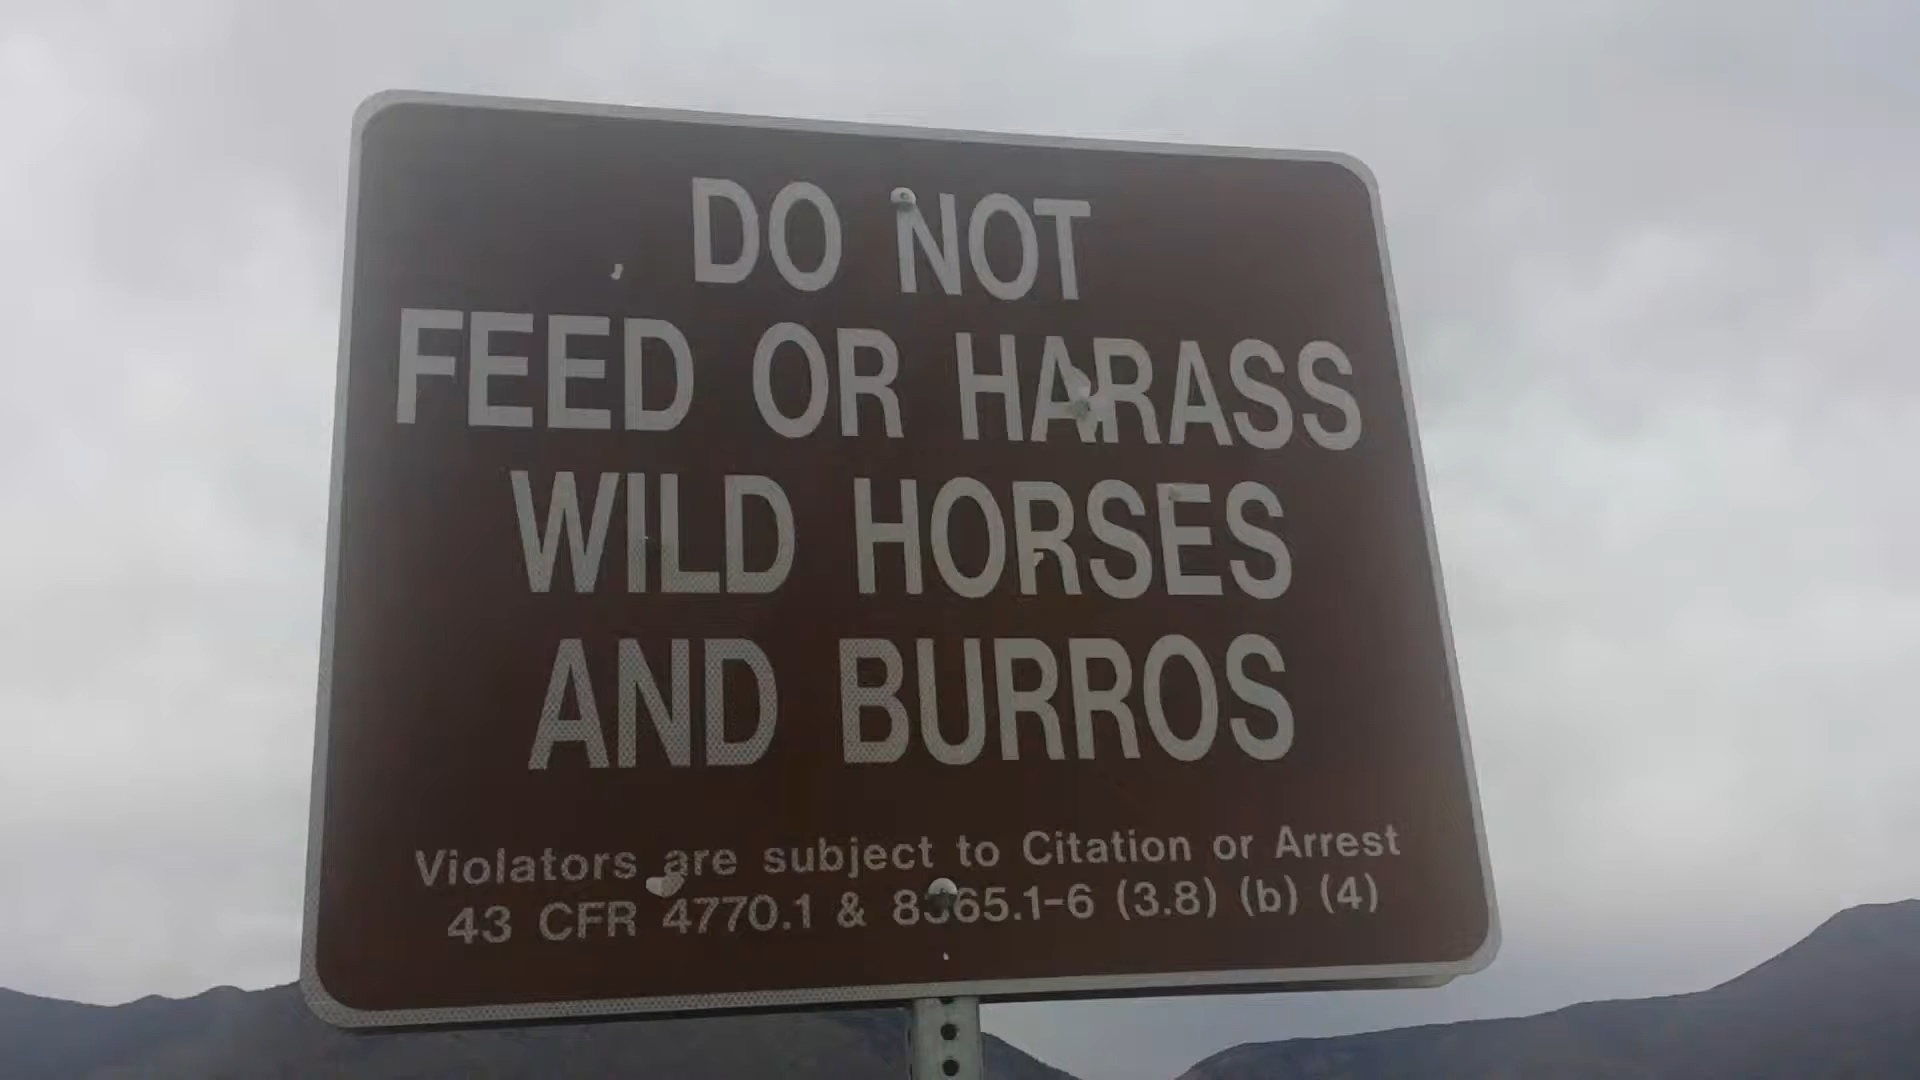 DO NOT
FEED OR HARASS
WILD HORSES
AND BURROS
Violators are subject to Citation or Arrest
43 CFR 4770.1 & 8365.1-6 (3.8) (b) (4)